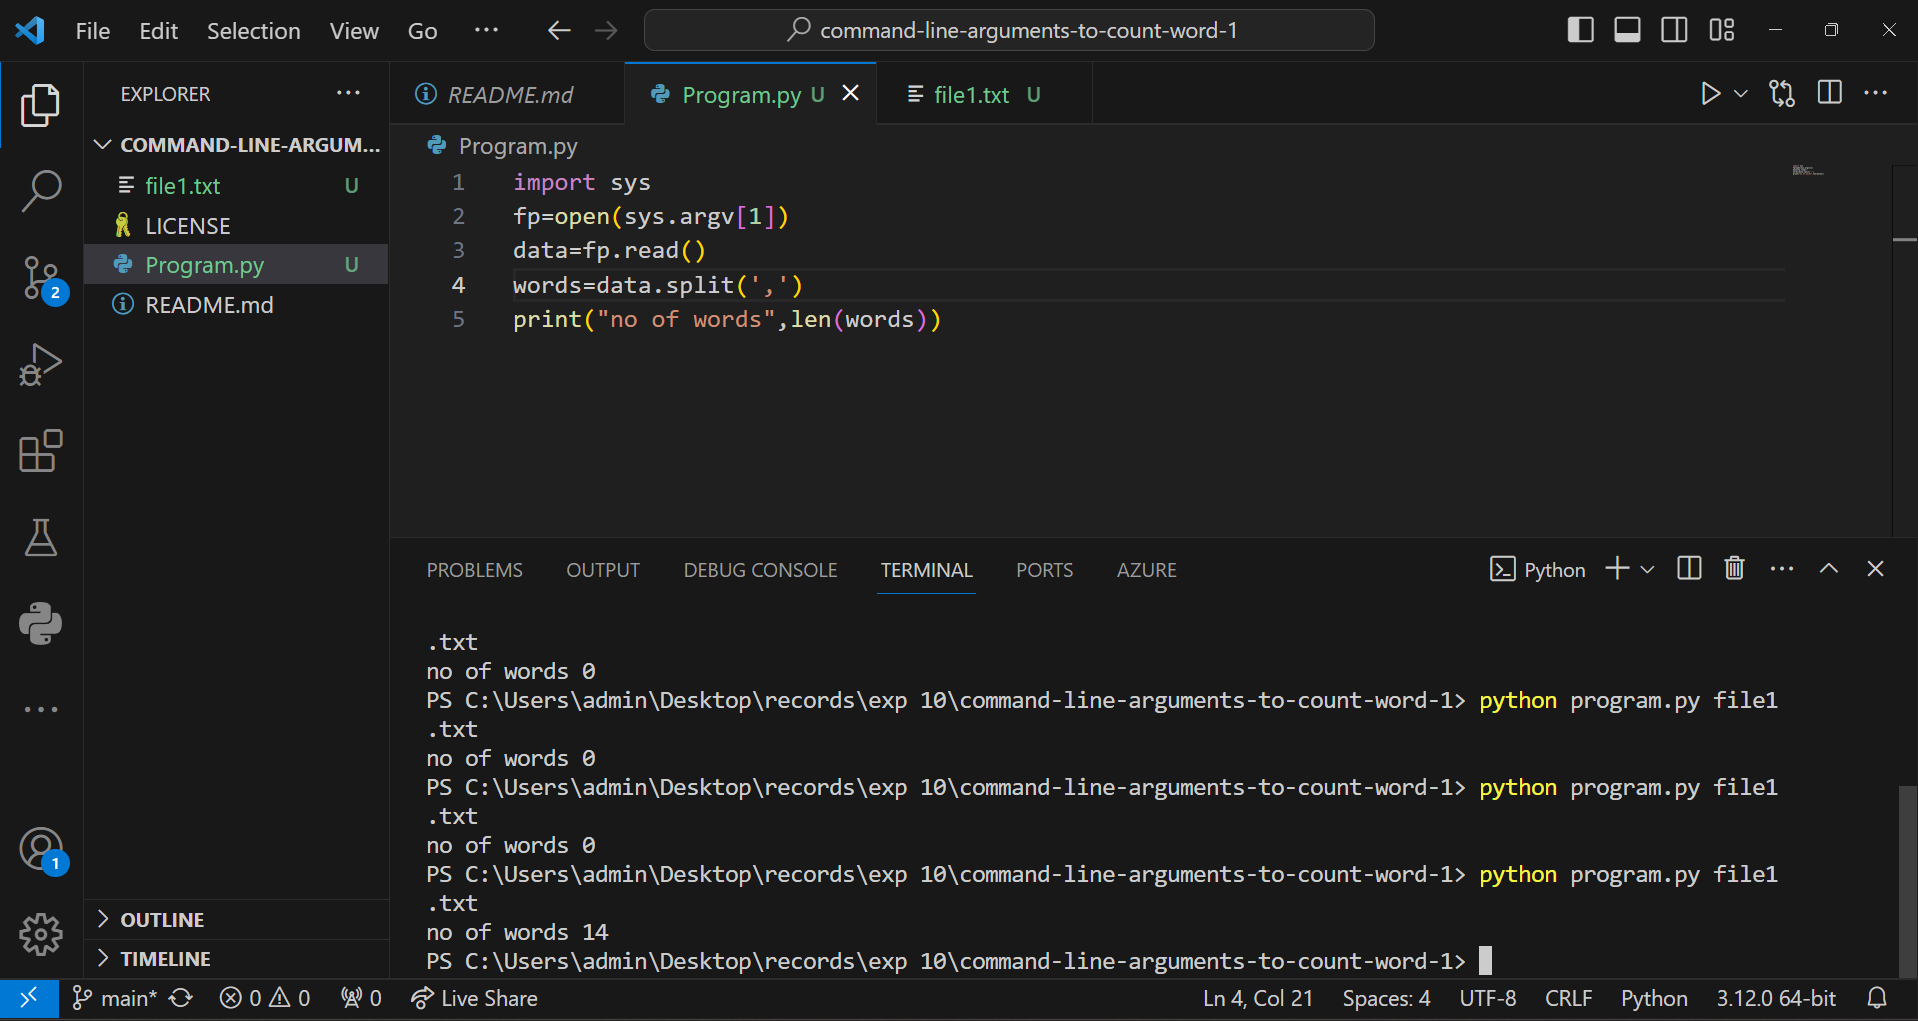 File Edit Selection View Go ··· command-line-arguments-to-count-word-1
EXPLORER ···
COMMAND-LINE-ARGUM...
file1.txt U
LICENSE
Program.py U
README.md
OUTLINE
TIMELINE
2
1
README.md Program.py U file1.txt U
Program.py
1 import sys
2 fp=open(sys.argv[1])
3 data=fp.read()
4 words=data.split(',')
5 print("no of words",len(words))
PROBLEMS OUTPUT DEBUG CONSOLE TERMINAL PORTS AZURE Python
.txt
no of words 0
PS C:\Users\admin\Desktop\records\exp 10\command-line-arguments-to-count-word-1> python program.py file1
.txt
no of words 0
PS C:\Users\admin\Desktop\records\exp 10\command-line-arguments-to-count-word-1> python program.py file1
.txt
no of words 0
PS C:\Users\admin\Desktop\records\exp 10\command-line-arguments-to-count-word-1> python program.py file1
.txt
no of words 14
PS C:\Users\admin\Desktop\records\exp 10\command-line-arguments-to-count-word-1>
main* 0 0 0 Live Share Ln 4, Col 21 Spaces: 4 UTF-8 CRLF Python 3.12.0 64-bit